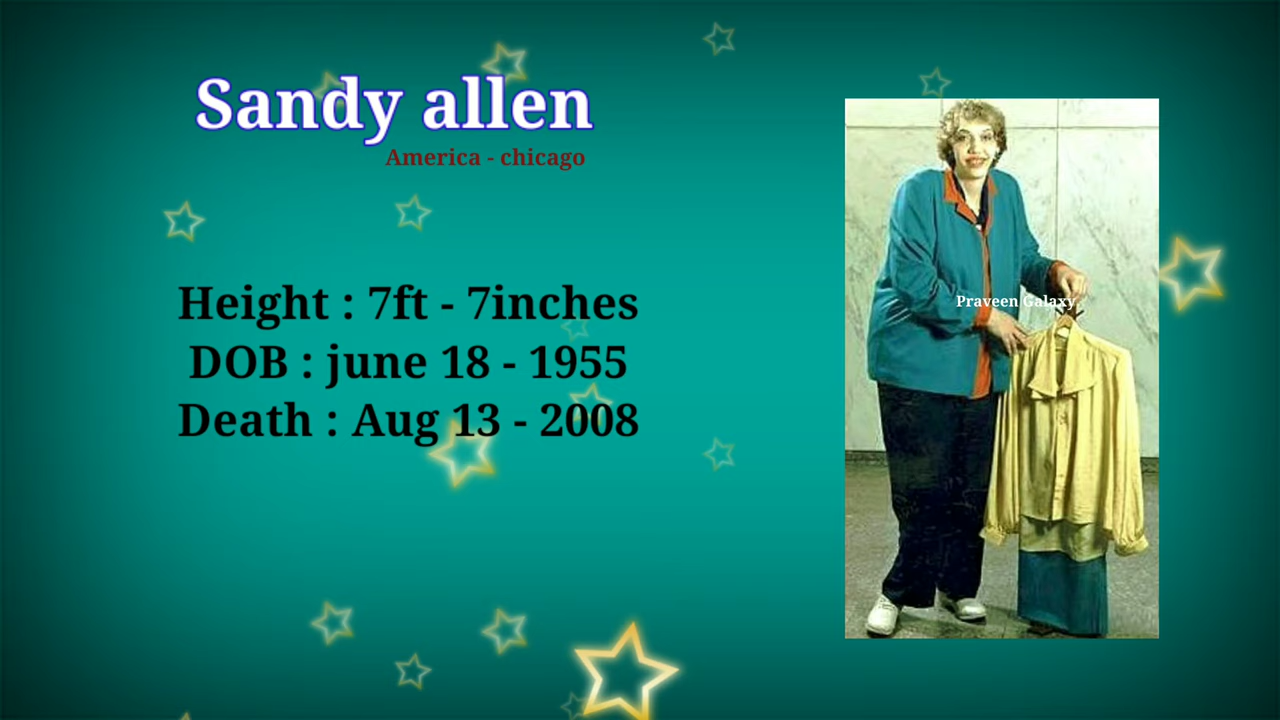 Sandy allen
America - chicago
Height : 7ft - 7inches
DOB : june 18 - 1955
Death : Aug 13 - 2008
Praveen Galaxy